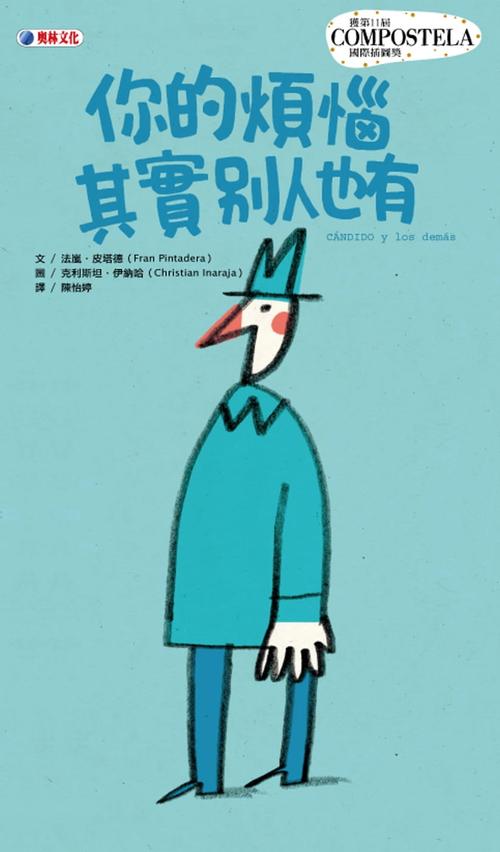 奧林文化
獲第11屆
COMPOSTELA
國際插圖獎
你的煩惱
其實別人也有
CÁNDIDO y los demás
文 / 法嵐・皮塔德（Fran Pintadera）
圖 / 克利斯坦・伊納哈（Christian Inaraja）
譯 / 陳怡婷